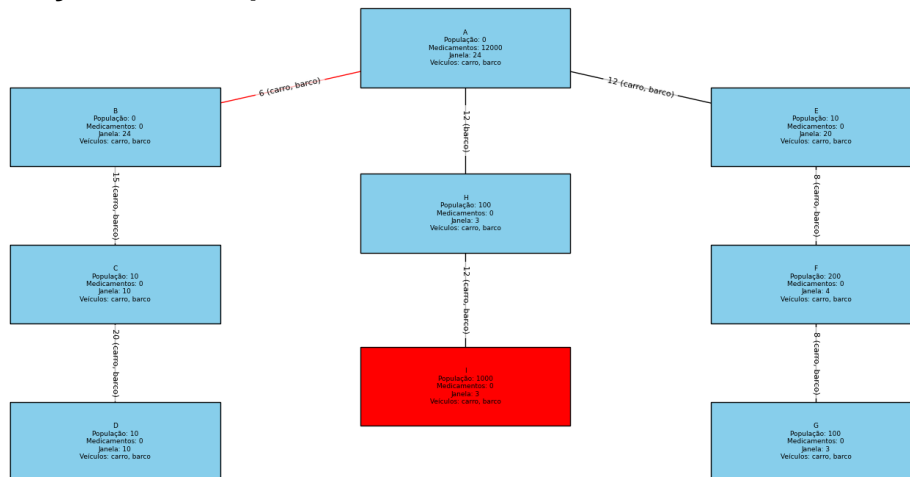 A
População: 0
Medicamentos: 12000
Janela: 24
Veículos: carro, barco
6 (carro, barco)
12 (carro, barco)
B
População: 0
Medicamentos: 0
Janela: 24
Veículos: carro, barco
12 (barco)
E
População: 10
Medicamentos: 0
Janela: 20
Veículos: carro, barco
15 (carro, barco)
H
População: 100
Medicamentos: 0
Janela: 3
Veículos: carro, barco
8 (carro, barco)
C
População: 10
Medicamentos: 0
Janela: 10
Veículos: carro, barco
12 (carro, barco)
F
População: 200
Medicamentos: 0
Janela: 4
Veículos: carro, barco
20 (carro, barco)
I
População: 1000
Medicamentos: 0
Janela: 3
Veículos: carro, barco
8 (carro, barco)
D
População: 10
Medicamentos: 0
Janela: 10
Veículos: carro, barco
G
População: 100
Medicamentos: 0
Janela: 3
Veículos: carro, barco